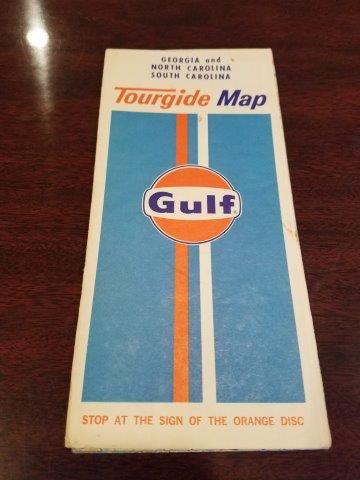 GEORGIA and
NORTH CAROLINA
SOUTH CAROLINA
Tourgide Map
Gulf®
STOP AT THE SIGN OF THE ORANGE DISC